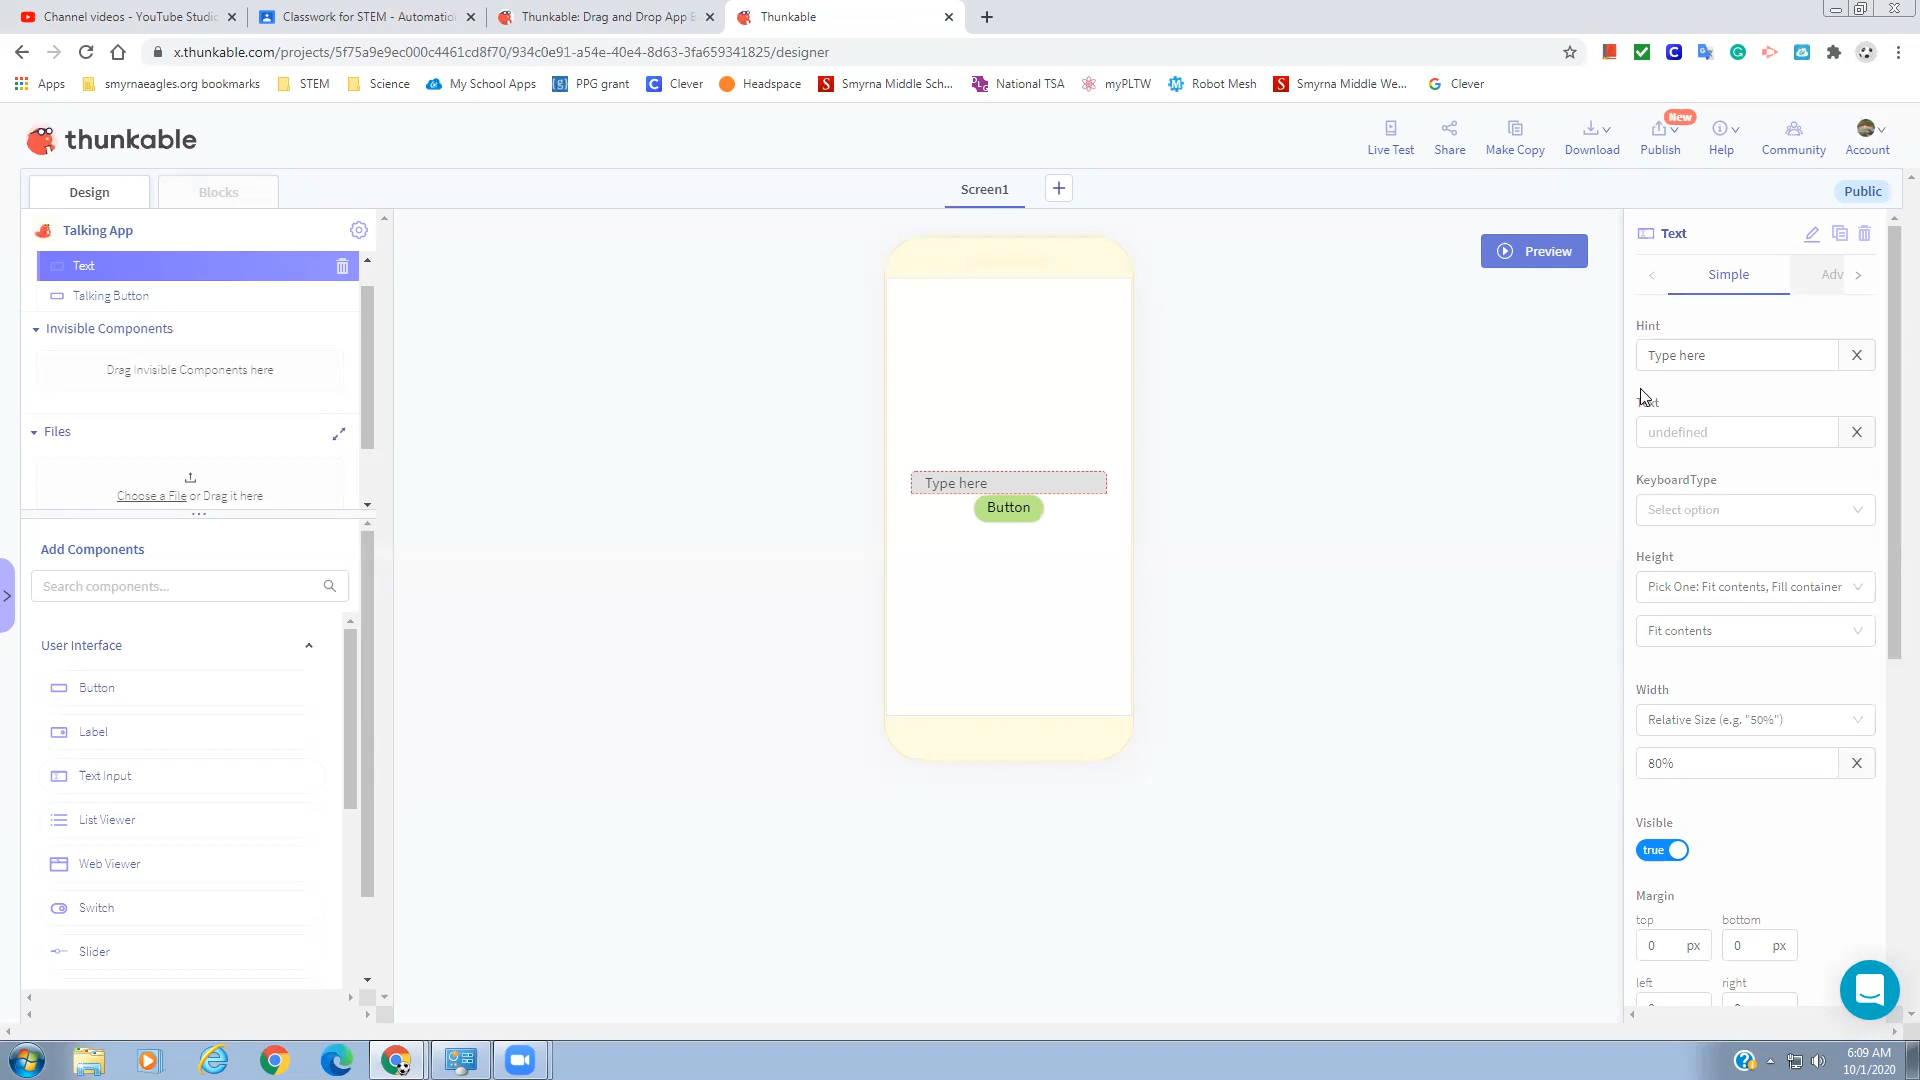 Channel videos - YouTube Studio
Classwork for STEM - Automation
Thunkable: Drag and Drop App B
Thunkable
x.thunkable.com/projects/5f75a9e9ec000c4461cd8f70/934c0e91-a54e-40e4-8d63-3fa659341825/designer
Apps
smyrnaeagles.org bookmarks
STEM
Science
My School Apps
PPG grant
Clever
Headspace
Smyrna Middle Sch...
National TSA
myPLTW
Robot Mesh
Smyrna Middle We...
Clever
thunkable
Live Test
Share
Make Copy
Download
New
Publish
Help
Community
Account
Design
Blocks
Screen1
Public
Talking App
Text
Talking Button
Invisible Components
Drag Invisible Components here
Files
Choose a File or Drag it here
Add Components
Search components...
User Interface
Button
Label
Text Input
List Viewer
Web Viewer
Switch
Slider
Type here
Button
Preview
Text
Simple
Adv
Hint
Type here
X
undefined
X
KeyboardType
Select option
Height
Pick One: Fit contents, Fill container
Fit contents
Width
Relative Size (e.g. "50%")
80%
X
Visible
true
Margin
top bottom
0 px 0 px
left right
6:09 AM
10/1/2020